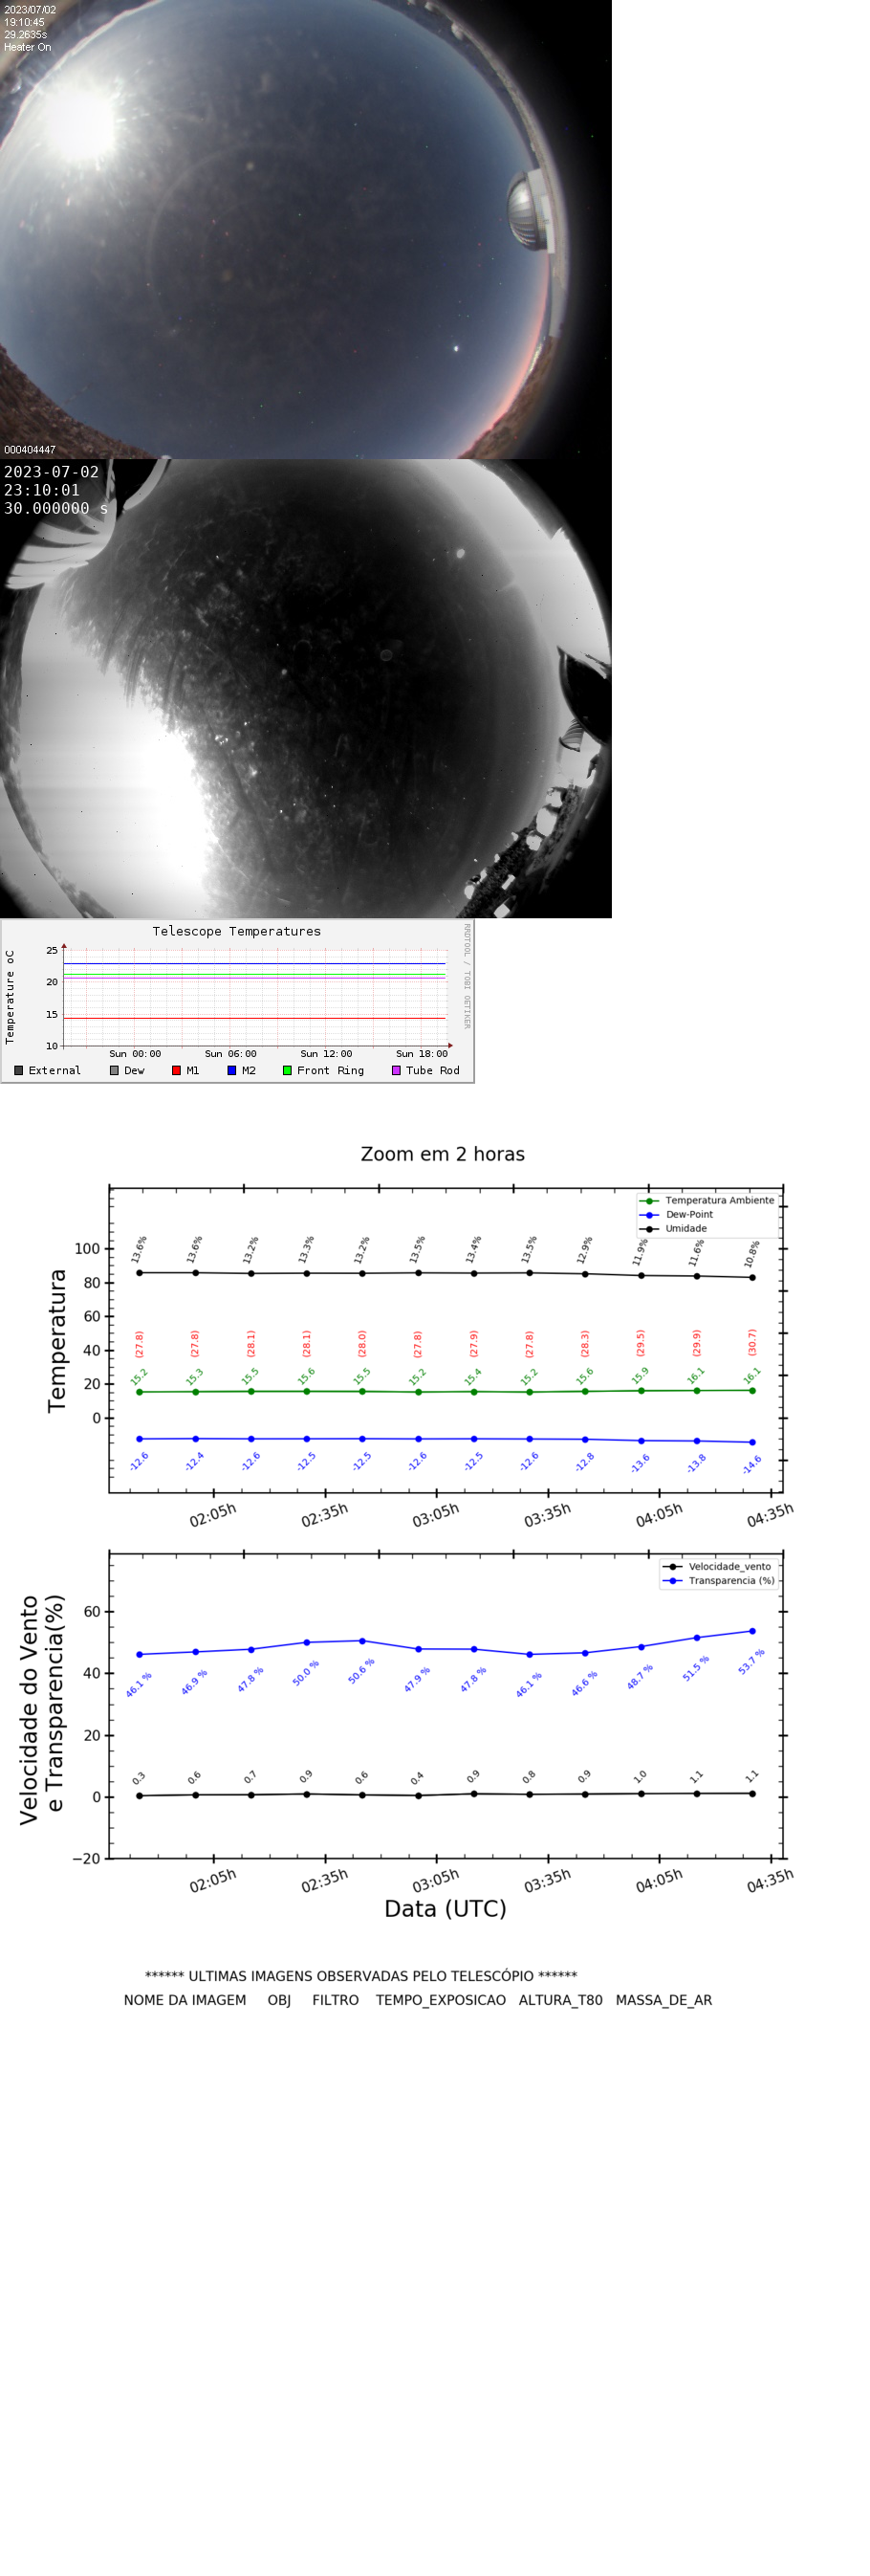 2023/07/02
19:10:45
29.2635s
Heater On
000404447
2023-07-02
23:10:01
30.000000 s
Telescope Temperatures
RRDTOOL / TOBI OETIKER
Temperature oC
25
20
15
10
Sun 00:00 Sun 06:00 Sun 12:00 Sun 18:00
External Dew M1 M2 Front Ring Tube Rod
Zoom em 2 horas
Temperatura Ambiente
Dew-Point
Umidade
Temperatura
100
80
60
40
20
0
13.6% 13.6% 13.2% 13.3% 13.2% 13.5% 13.4% 13.5% 12.9% 11.9% 11.6% 10.8%
(27.8) (27.8) (28.1) (28.1) (28.0) (27.8) (27.9) (27.8) (28.3) (29.5) (29.9) (30.7)
15.2 15.3 15.5 15.6 15.5 15.2 15.4 15.2 15.6 15.9 16.1 16.1
-12.6 -12.4 -12.6 -12.5 -12.5 -12.6 -12.5 -12.6 -12.8 -13.6 -13.8 -14.6
02:05h 02:35h 03:05h 03:35h 04:05h 04:35h
Velocidade_vento
Transparencia (%)
Velocidade do Vento
e Transparencia(%)
60
40
20
0
−20
46.1 % 46.9 % 47.8 % 50.0 % 50.6 % 47.9 % 47.8 % 46.1 % 46.6 % 48.7 % 51.5 % 53.7 %
0.3 0.6 0.7 0.9 0.6 0.4 0.9 0.8 0.9 1.0 1.1 1.1
02:05h 02:35h 03:05h 03:35h 04:05h 04:35h
Data (UTC)
****** ULTIMAS IMAGENS OBSERVADAS PELO TELESCÓPIO ******
NOME DA IMAGEM OBJ FILTRO TEMPO_EXPOSICAO ALTURA_T80 MASSA_DE_AR